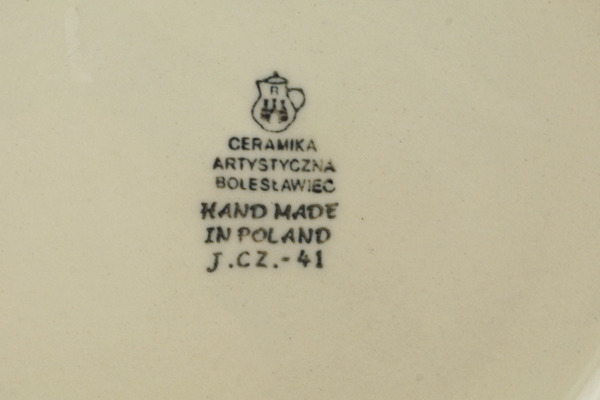 R
CERAMIKA
ARTYSTYCZNA
BOLESŁAWIEC
HAND MADE
IN POLAND
J.CZ.-41